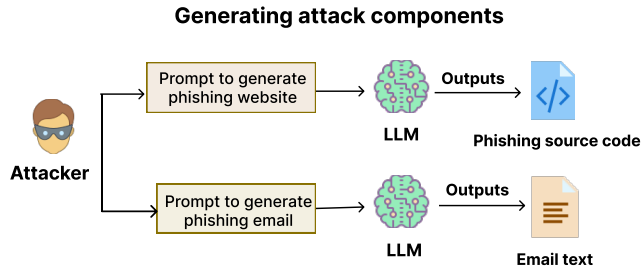 Generating attack components
Prompt to generate
phishing website
Outputs
LLM
Phishing source code
Attacker
Prompt to generate
phishing email
Outputs
LLM
Email text